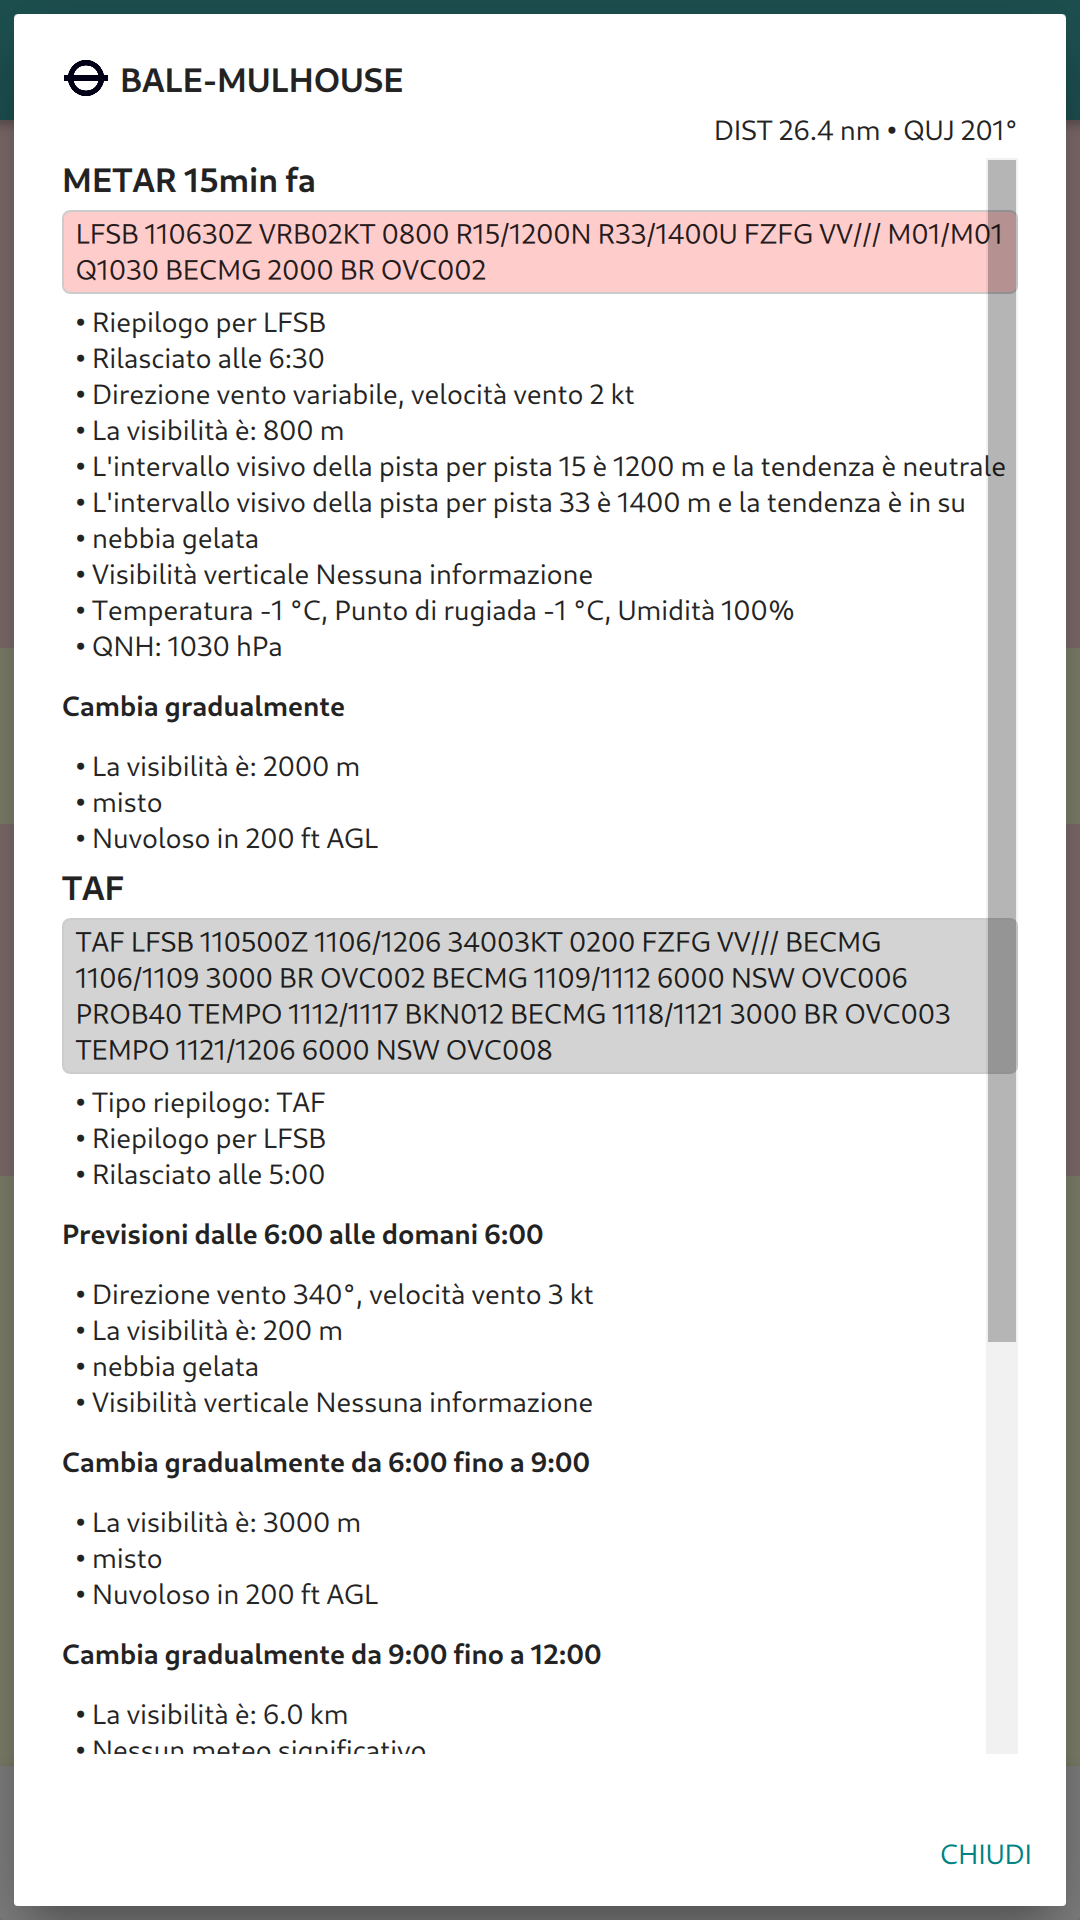 BALE-MULHOUSE
DIST 26.4 nm • QUJ 201°
METAR 15min fa
LFSB 110630Z VRB02KT 0800 R15/1200N R33/1400U FZFG VV/// M01/M01
Q1030 BECMG 2000 BR OVC002
• Riepilogo per LFSB
• Rilasciato alle 6:30
• Direzione vento variabile, velocità vento 2 kt
• La visibilità è: 800 m
• L'intervallo visivo della pista per pista 15 è 1200 m e la tendenza è neutrale
• L'intervallo visivo della pista per pista 33 è 1400 m e la tendenza è in su
• nebbia gelata
• Visibilità verticale Nessuna informazione
• Temperatura -1 °C, Punto di rugiada -1 °C, Umidità 100%
• QNH: 1030 hPa
Cambia gradualmente
• La visibilità è: 2000 m
• misto
• Nuvoloso in 200 ft AGL
TAF
TAF LFSB 110500Z 1106/1206 34003KT 0200 FZFG VV/// BECMG
1106/1109 3000 BR OVC002 BECMG 1109/1112 6000 NSW OVC006
PROB40 TEMPO 1112/1117 BKN012 BECMG 1118/1121 3000 BR OVC003
TEMPO 1121/1206 6000 NSW OVC008
• Tipo riepilogo: TAF
• Riepilogo per LFSB
• Rilasciato alle 5:00
Previsioni dalle 6:00 alle domani 6:00
• Direzione vento 340°, velocità vento 3 kt
• La visibilità è: 200 m
• nebbia gelata
• Visibilità verticale Nessuna informazione
Cambia gradualmente da 6:00 fino a 9:00
• La visibilità è: 3000 m
• misto
• Nuvoloso in 200 ft AGL
Cambia gradualmente da 9:00 fino a 12:00
• La visibilità è: 6.0 km
• Nessun meteo significativo
CHIUDI